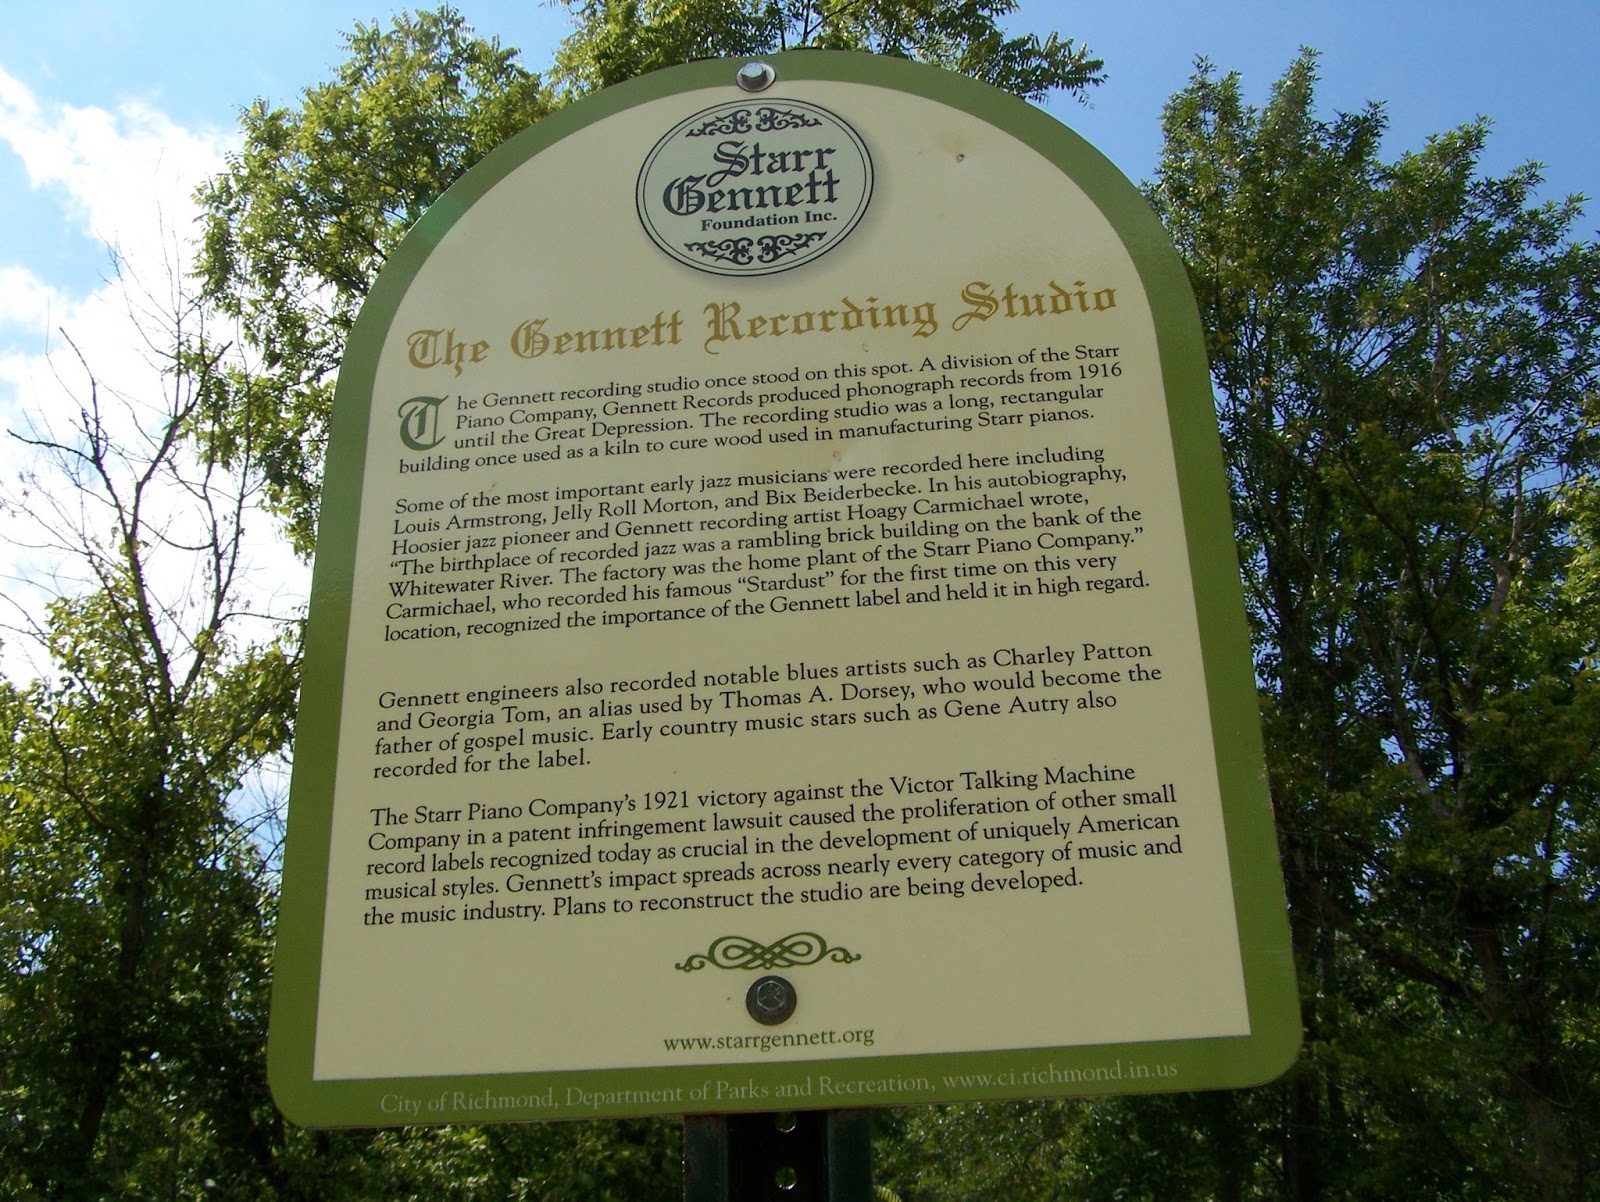 Starr
Gennett
Foundation Inc.
The Gennett Recording Studio
The Gennett recording studio once stood on this spot. A division of the Starr
Piano Company, Gennett Records produced phonograph records from 1916
until the Great Depression. The recording studio was a long, rectangular
building once used as a kiln to cure wood used in manufacturing Starr pianos.
Some of the most important early jazz musicians were recorded here including
Louis Armstrong, Jelly Roll Morton, and Bix Beiderbecke. In his autobiography,
Hoosier jazz pioneer and Gennett recording artist Hoagy Carmichael wrote,
“The birthplace of recorded jazz was a rambling brick building on the bank of the
Whitewater River. The factory was the home plant of the Starr Piano Company.”
Carmichael, who recorded his famous “Stardust” for the first time on this very
location, recognized the importance of the Gennett label and held it in high regard.
Gennett engineers also recorded notable blues artists such as Charley Patton
and Georgia Tom, an alias used by Thomas A. Dorsey, who would become the
father of gospel music. Early country music stars such as Gene Autry also
recorded for the label.
The Starr Piano Company’s 1921 victory against the Victor Talking Machine
Company in a patent infringement lawsuit caused the proliferation of other small
record labels recognized today as crucial in the development of uniquely American
musical styles. Gennett’s impact spreads across nearly every category of music and
the music industry. Plans to reconstruct the studio are being developed.
www.starrgennett.org
City of Richmond, Department of Parks and Recreation, www.ci.richmond.in.us